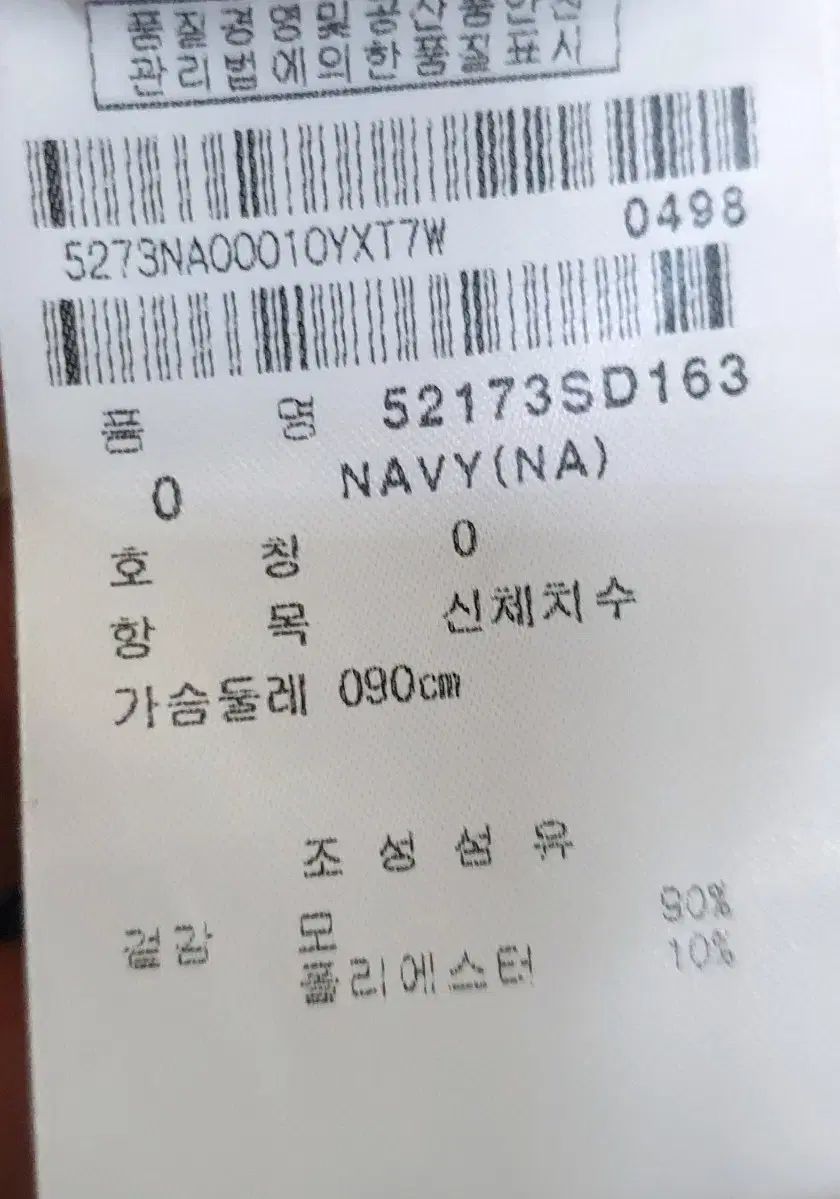 품질경영및공산품안전
관리법에의한품질표시
5273NA00010YXT7W 0498
품 명 52173SD163
0 NAVY(NA)
호 칭 0
항 목 신체치수
가슴둘레 090cm
조성섬유
겉감 모 90%
폴리에스터 10%